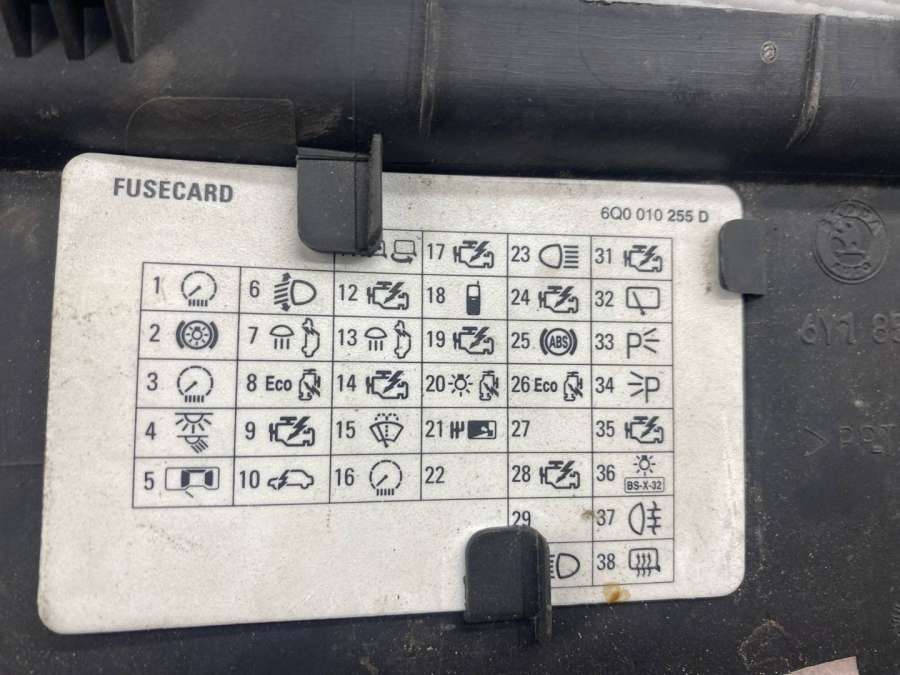 FUSECARD
6Q0 010 255 D
17 23 31
1 6 12 18 24 32
2 7 13 19 25 ABS 33 P
3 8 Eco 14 20 26 Eco 34 P
4 9 15 21 27 35
5 10 16 22 28 36 BS-X-32
29 37
38
6Y1 85